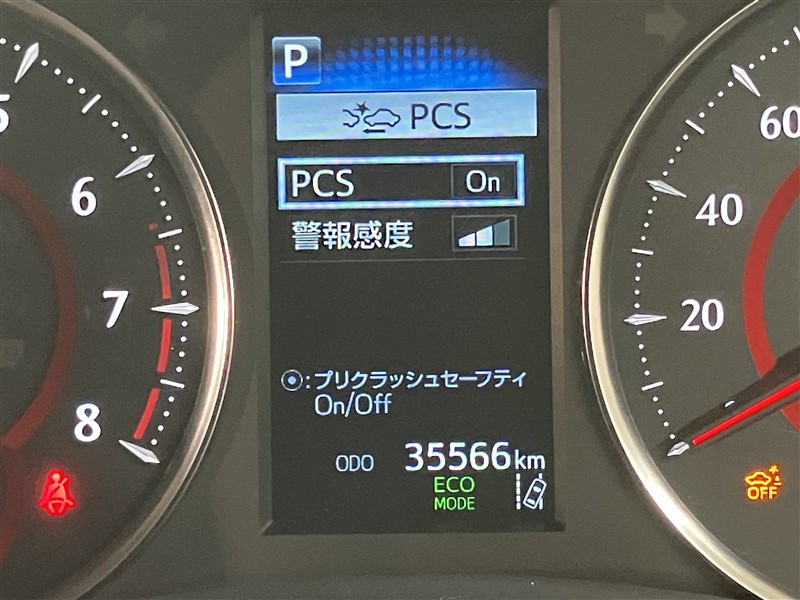 P
PCS
PCS On
警報感度
:プリクラッシュセーフティ
On/Off
ODO 35566km
ECO
MODE
5
6
7
8
60
40
20
OFF